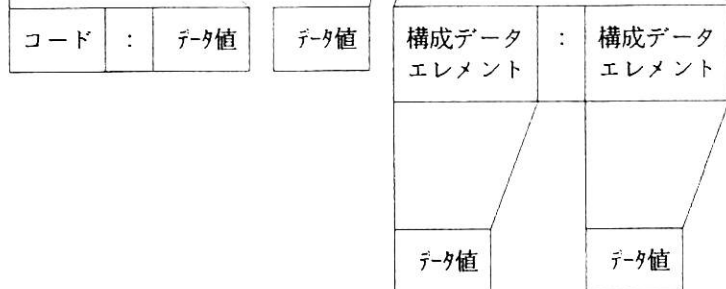 コード : データ値 データ値 構成データ : 構成データ
エレメント エレメント
データ値 データ値